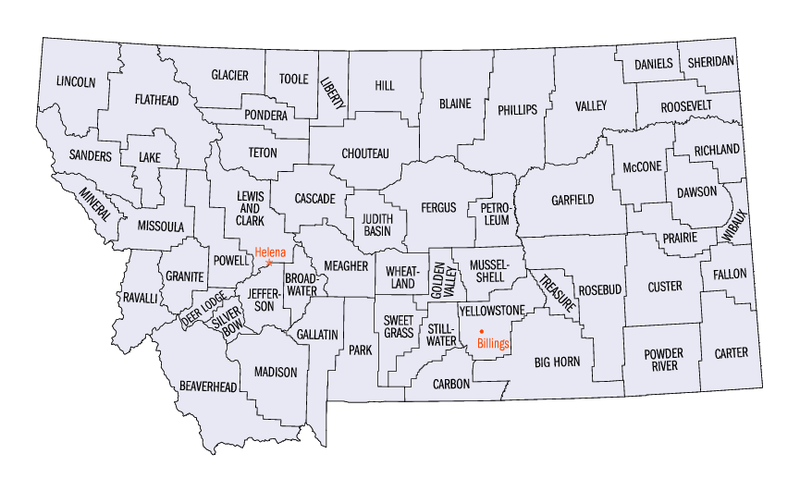 DANIELS
SHERIDAN
LINCOLN
GLACIER
TOOLE
LIBERTY
HILL
FLATHEAD
BLAINE
PHILLIPS
VALLEY
ROOSEVELT
PONDERA
SANDERS
LAKE
TETON
CHOUTEAU
McCONE
RICHLAND
MINERAL
MISSOULA
LEWIS
AND
CLARK
CASCADE
JUDITH
BASIN
FERGUS
PETRO-
LEUM
GARFIELD
DAWSON
WIBAUX
PRAIRIE
Helena
POWELL
GRANITE
RAVALLI
DEER LODGE
SILVER
BOW
JEFFER-
SON
BROAD-
WATER
MEAGHER
WHEAT-
LAND
GOLDEN
VALLEY
MUSSEL-
SHELL
TREASURE
ROSEBUD
CUSTER
FALLON
GALLATIN
PARK
SWEET
GRASS
STILL-
WATER
YELLOWSTONE
Billings
BEAVERHEAD
MADISON
CARBON
BIG HORN
POWDER
RIVER
CARTER